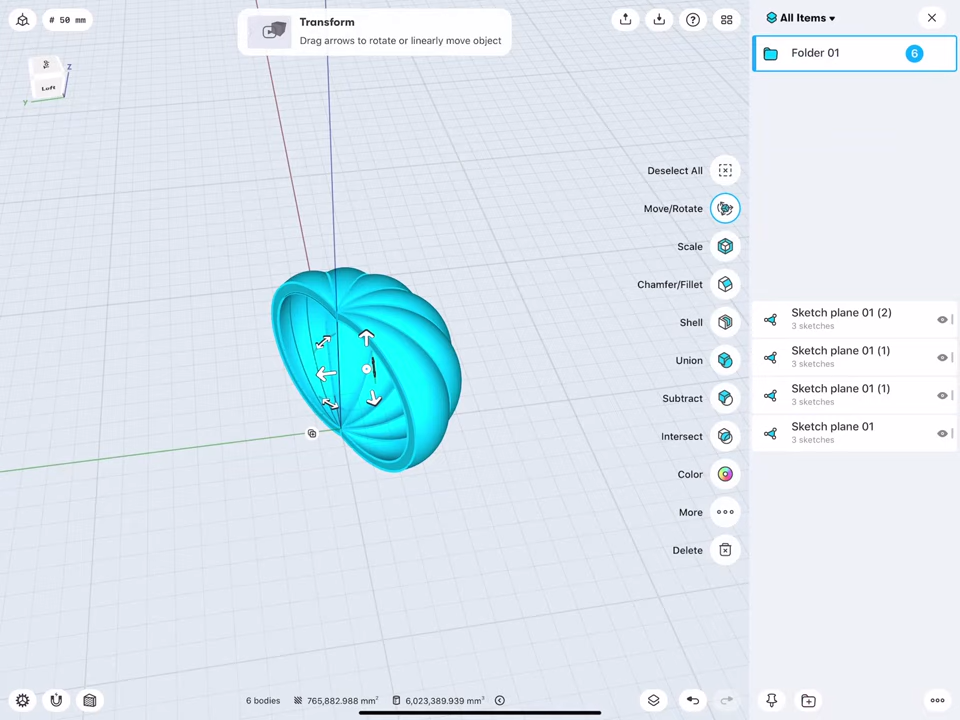 # 50 mm
Transform
Drag arrows to rotate or linearly move object
?
All Items
Folder 01
6
Z
Y
Deselect All
Move/Rotate
Scale
Chamfer/Fillet
Shell
Union
Subtract
Intersect
Color
More
Delete
Sketch plane 01 (2)
3 sketches
Sketch plane 01 (1)
3 sketches
Sketch plane 01 (1)
3 sketches
Sketch plane 01
3 sketches
6 bodies
765,882.988 mm²
6,023,389.939 mm³